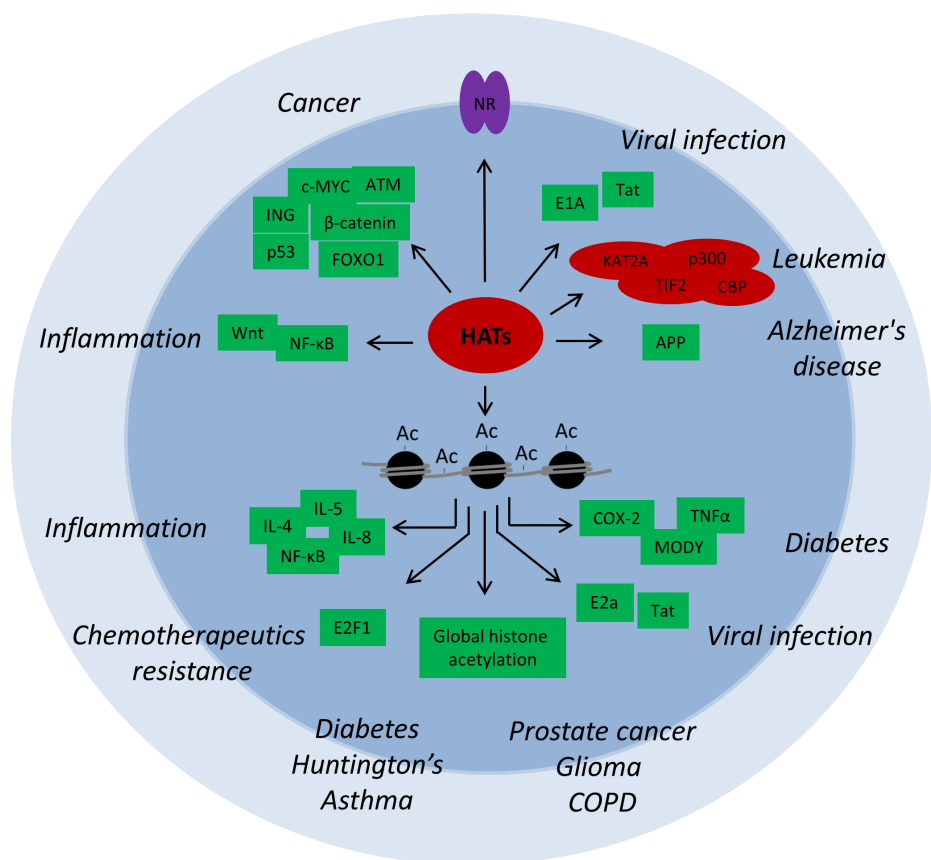 Cancer
NR
Viral infection
c-MYC
ATM
ING
β-catenin
p53
FOXO1
E1A
Tat
KAT2A
p300
TIF2
CBP
Leukemia
Inflammation
Wnt
NF-κB
HATs
APP
Alzheimer's
disease
Ac
Ac
Ac
Ac
Ac
Inflammation
IL-5
IL-4
IL-8
NF-κB
COX-2
TNFα
MODY
Diabetes
E2F1
Chemotherapeutics
resistance
Global histone
acetylation
E2a
Tat
Viral infection
Diabetes
Huntington’s
Asthma
Prostate cancer
Glioma
COPD